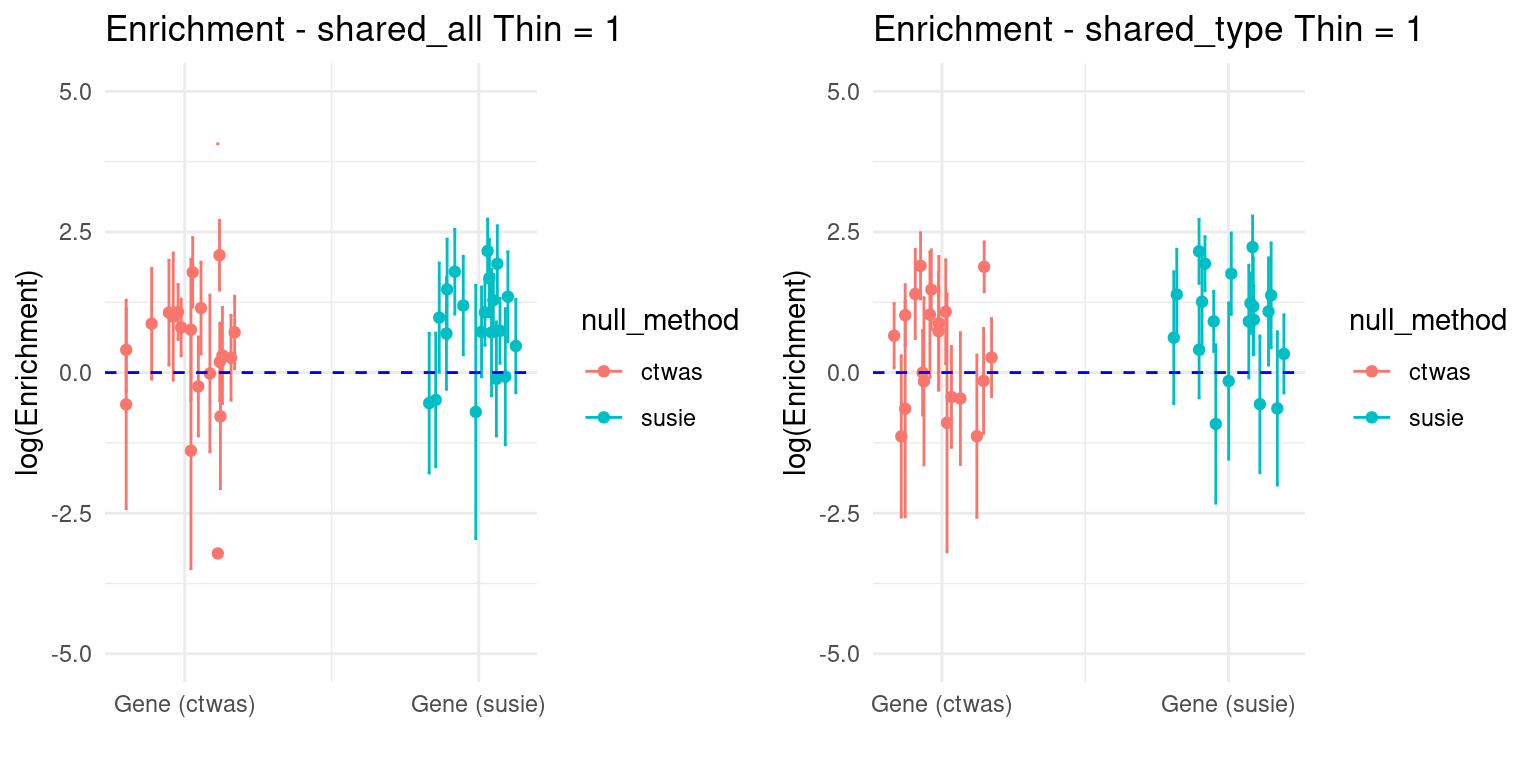 Enrichment - shared_all Thin = 1
log(Enrichment)
5.0
2.5
0.0
-2.5
-5.0
Gene (ctwas)
Gene (susie)
null_method
ctwas
susie
Enrichment - shared_type Thin = 1
log(Enrichment)
5.0
2.5
0.0
-2.5
-5.0
Gene (ctwas)
Gene (susie)
null_method
ctwas
susie